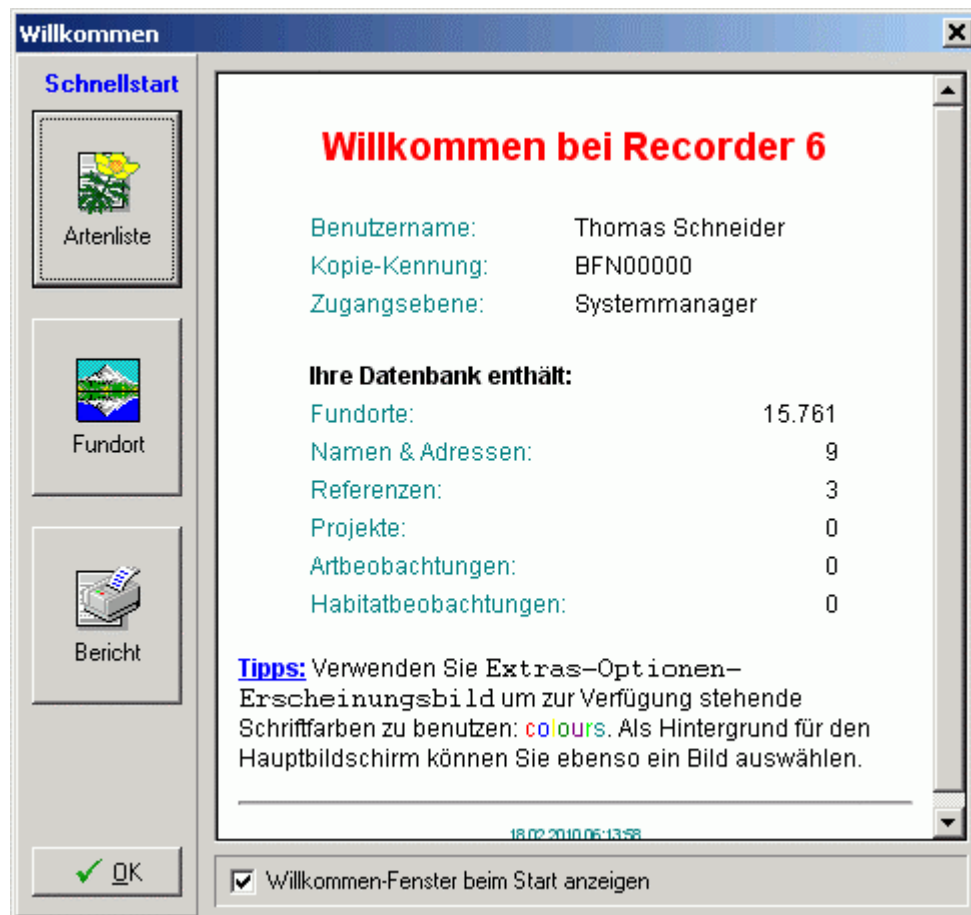 Willkommen
Schnellstart
Artenliste
Fundort
Bericht
OK
Willkommen bei Recorder 6
Benutzername: Thomas Schneider
Kopie-Kennung: BFN00000
Zugangsebene: Systemmanager
Ihre Datenbank enthält:
Fundorte: 15.761
Namen & Adressen: 9
Referenzen: 3
Projekte: 0
Artbeobachtungen: 0
Habitatbeobachtungen: 0
Tipps: Verwenden Sie Extras-Optionen-
Erscheinungsbild um zur Verfügung stehende
Schriftfarben zu benutzen: colours. Als Hintergrund für den
Hauptbildschirm können Sie ebenso ein Bild auswählen.
18.02.2010 06:13:58
Willkommen-Fenster beim Start anzeigen